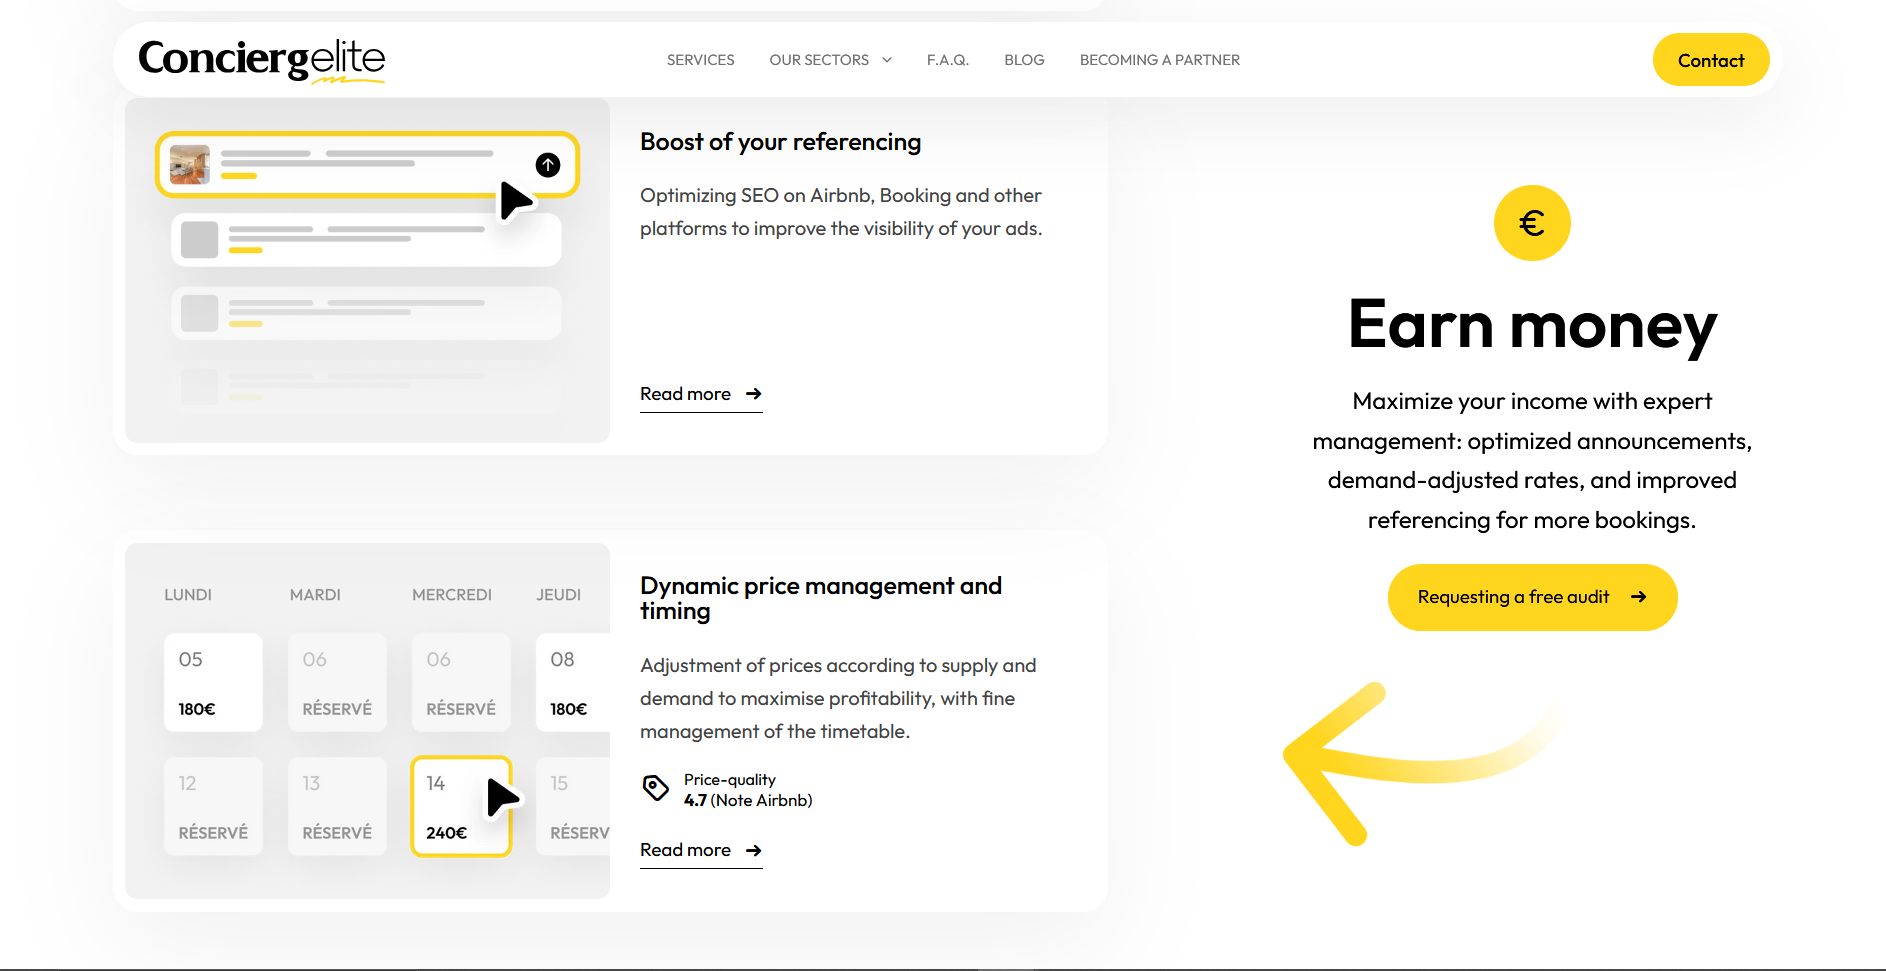 Conciergelite
SERVICES
OUR SECTORS
F.A.Q.
BLOG
BECOMING A PARTNER
Contact
Boost of your referencing
Optimizing SEO on Airbnb, Booking and other
platforms to improve the visibility of your ads.
Read more
LUNDI
MARDI
MERCREDI
JEUDI
05
06
06
08
180€
RÉSERVÉ
RÉSERVÉ
180€
12
13
14
15
RÉSERVÉ
RÉSERVÉ
240€
RÉSERV
Dynamic price management and
timing
Adjustment of prices according to supply and
demand to maximise profitability, with fine
management of the timetable.
Price-quality
4.7 (Note Airbnb)
Read more
€
Earn money
Maximize your income with expert
management: optimized announcements,
demand-adjusted rates, and improved
referencing for more bookings.
Requesting a free audit